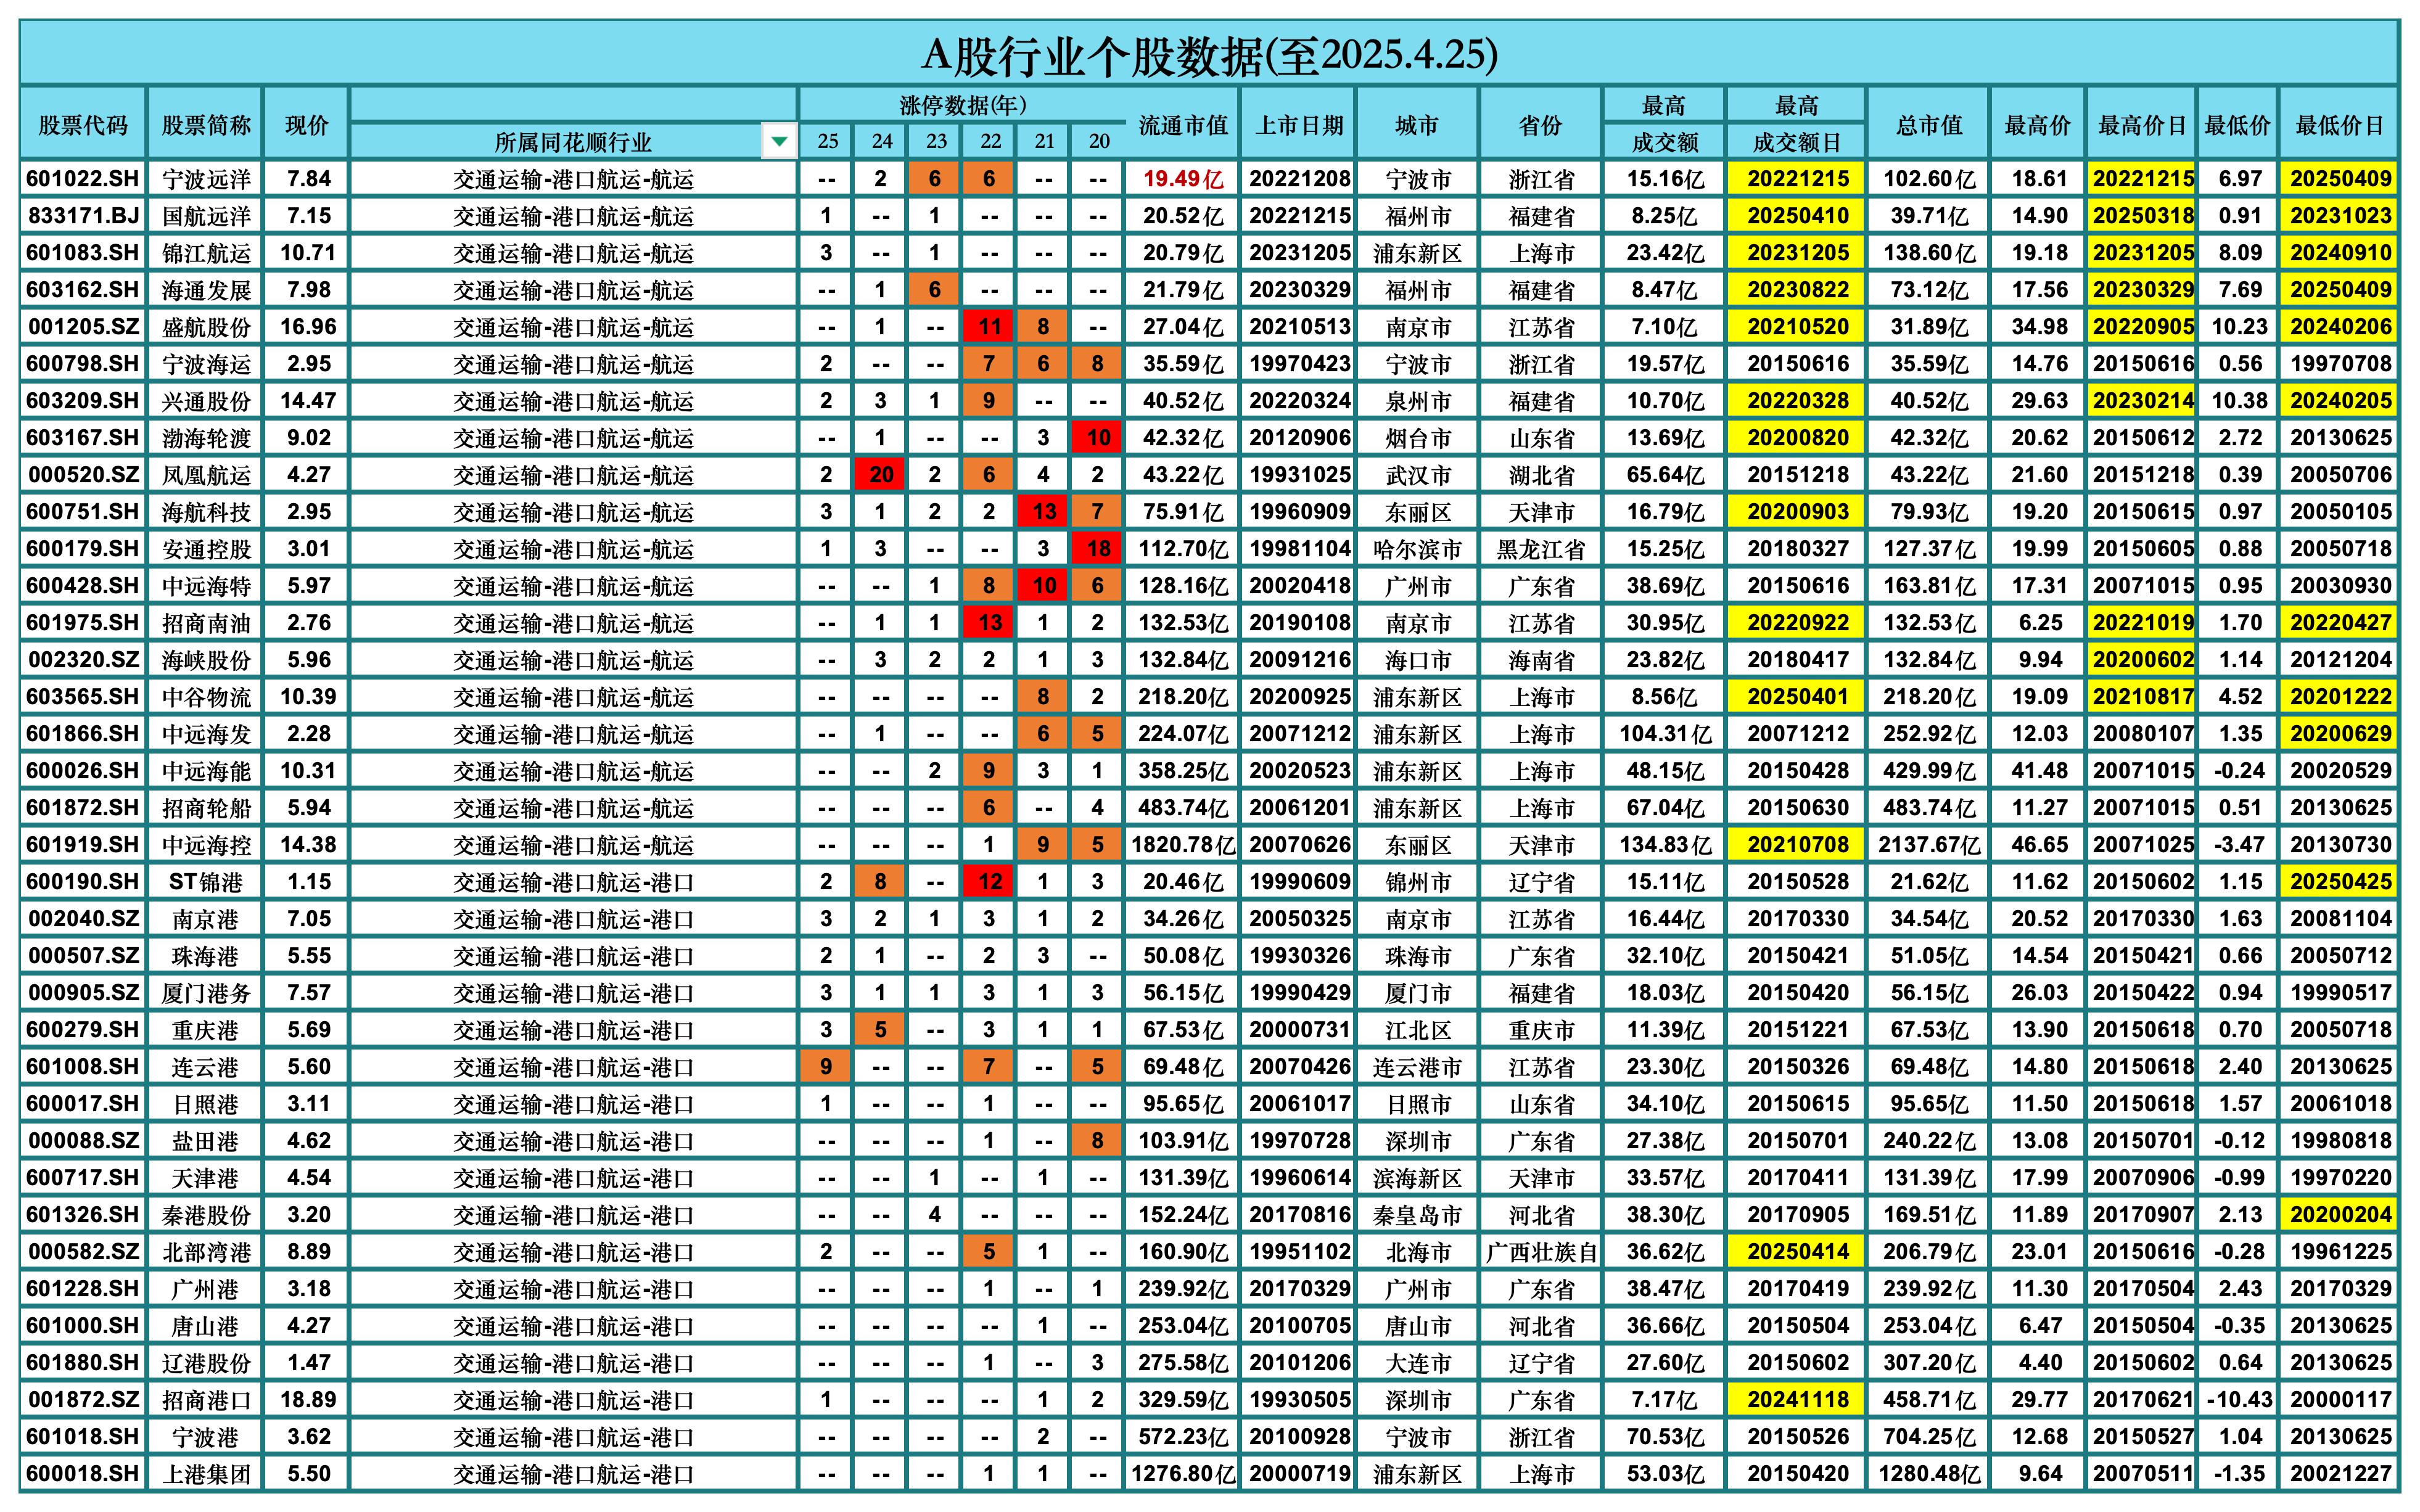 A股行业个股数据(至2025.4.25)
股票代码 股票简称 现价 所属同花顺行业 涨停数据(年) 25 24 23 22 21 20 流通市值 上市日期 城市 省份 最高成交额 最高成交额日 总市值 最高价 最高价日 最低价 最低价日
601022.SH 宁波远洋 7.84 交通运输-港口航运-航运 -- 2 6 6 -- -- 19.49亿 20221208 宁波市 浙江省 15.16亿 20221215 102.60亿 18.61 20221215 6.97 20250409
833171.BJ 国航远洋 7.15 交通运输-港口航运-航运 1 -- 1 -- -- -- 20.52亿 20221215 福州市 福建省 8.25亿 20250410 39.71亿 14.90 20250318 0.91 20231023
601083.SH 锦江航运 10.71 交通运输-港口航运-航运 3 -- 1 -- -- -- 20.79亿 20231205 浦东新区 上海市 23.42亿 20231205 138.60亿 19.18 20231205 8.09 20240910
603162.SH 海通发展 7.98 交通运输-港口航运-航运 -- 1 6 -- -- -- 21.79亿 20230329 福州市 福建省 8.47亿 20230822 73.12亿 17.56 20230329 7.69 20250409
001205.SZ 盛航股份 16.96 交通运输-港口航运-航运 -- 1 -- 11 8 -- 27.04亿 20210513 南京市 江苏省 7.10亿 20210520 31.89亿 34.98 20220905 10.23 20240206
600798.SH 宁波海运 2.95 交通运输-港口航运-航运 2 -- -- 7 6 8 35.59亿 19970423 宁波市 浙江省 19.57亿 20150616 35.59亿 14.76 20150616 0.56 19970708
603209.SH 兴通股份 14.47 交通运输-港口航运-航运 2 3 1 9 -- -- 40.52亿 20220324 泉州市 福建省 10.70亿 20220328 40.52亿 29.63 20230214 10.38 20240205
603167.SH 渤海轮渡 9.02 交通运输-港口航运-航运 -- 1 -- -- 3 10 42.32亿 20120906 烟台市 山东省 13.69亿 20200820 42.32亿 20.62 20150612 2.72 20130625
000520.SZ 凤凰航运 4.27 交通运输-港口航运-航运 2 20 2 6 4 2 43.22亿 19931025 武汉市 湖北省 65.64亿 20151218 43.22亿 21.60 20151218 0.39 20050706
600751.SH 海航科技 2.95 交通运输-港口航运-航运 3 1 2 2 13 7 75.91亿 19960909 东丽区 天津市 16.79亿 20200903 79.93亿 19.20 20150615 0.97 20050105
600179.SH 安通控股 3.01 交通运输-港口航运-航运 1 3 -- -- 3 18 112.70亿 19981104 哈尔滨市 黑龙江省 15.25亿 20180327 127.37亿 19.99 20150605 0.88 20050718
600428.SH 中远海特 5.97 交通运输-港口航运-航运 -- -- 1 8 10 6 128.16亿 20020418 广州市 广东省 38.69亿 20150616 163.81亿 17.31 20071015 0.95 20030930
601975.SH 招商南油 2.76 交通运输-港口航运-航运 -- 1 1 13 1 2 132.53亿 20190108 南京市 江苏省 30.95亿 20220922 132.53亿 6.25 20221019 1.70 20220427
002320.SZ 海峡股份 5.96 交通运输-港口航运-航运 -- 3 2 2 1 3 132.84亿 20091216 海口市 海南省 23.82亿 20180417 132.84亿 9.94 20200602 1.14 20121204
603565.SH 中谷物流 10.39 交通运输-港口航运-航运 -- -- -- -- 8 2 218.20亿 20200925 浦东新区 上海市 8.56亿 20250401 218.20亿 19.09 20210817 4.52 20201222
601866.SH 中远海发 2.28 交通运输-港口航运-航运 -- 1 -- -- 6 5 224.07亿 20071212 浦东新区 上海市 104.31亿 20071212 252.92亿 12.03 20080107 1.35 20200629
600026.SH 中远海能 10.31 交通运输-港口航运-航运 -- -- 2 9 3 1 358.25亿 20020523 浦东新区 上海市 48.15亿 20150428 429.99亿 41.48 20071015 -0.24 20020529
601872.SH 招商轮船 5.94 交通运输-港口航运-航运 -- -- -- 6 -- 4 483.74亿 20061201 浦东新区 上海市 67.04亿 20150630 483.74亿 11.27 20071015 0.51 20130625
601919.SH 中远海控 14.38 交通运输-港口航运-航运 -- -- -- 1 9 5 1820.78亿 20070626 东丽区 天津市 134.83亿 20210708 2137.67亿 46.65 20071025 -3.47 20130730
600190.SH ST锦港 1.15 交通运输-港口航运-港口 2 8 -- 12 1 3 20.46亿 19990609 锦州市 辽宁省 15.11亿 20150528 21.62亿 11.62 20150602 1.15 20250425
002040.SZ 南京港 7.05 交通运输-港口航运-港口 3 2 1 3 1 2 34.26亿 20050325 南京市 江苏省 16.44亿 20170330 34.54亿 20.52 20170330 1.63 20081104
000507.SZ 珠海港 5.55 交通运输-港口航运-港口 2 1 -- 2 3 -- 50.08亿 19930326 珠海市 广东省 32.10亿 20150421 51.05亿 14.54 20150421 0.66 20050712
000905.SZ 厦门港务 7.57 交通运输-港口航运-港口 3 1 1 3 1 3 56.15亿 19990429 厦门市 福建省 18.03亿 20150420 56.15亿 26.03 20150422 0.94 19990517
600279.SH 重庆港 5.69 交通运输-港口航运-港口 3 5 -- 3 1 1 67.53亿 20000731 江北区 重庆市 11.39亿 20151221 67.53亿 13.90 20150618 0.70 20050718
601008.SH 连云港 5.60 交通运输-港口航运-港口 9 -- -- 7 -- 5 69.48亿 20070426 连云港市 江苏省 23.30亿 20150326 69.48亿 14.80 20150618 2.40 20130625
600017.SH 日照港 3.11 交通运输-港口航运-港口 1 -- -- 1 -- -- 95.65亿 20061017 日照市 山东省 34.10亿 20150615 95.65亿 11.50 20150618 1.57 20061018
000088.SZ 盐田港 4.62 交通运输-港口航运-港口 -- -- -- 1 -- 8 103.91亿 19970728 深圳市 广东省 27.38亿 20150701 240.22亿 13.08 20150701 -0.12 19980818
600717.SH 天津港 4.54 交通运输-港口航运-港口 -- -- 1 -- 1 -- 131.39亿 19960614 滨海新区 天津市 33.57亿 20170411 131.39亿 17.99 20070906 -0.99 19970220
601326.SH 秦港股份 3.20 交通运输-港口航运-港口 -- -- 4 -- -- -- 152.24亿 20170816 秦皇岛市 河北省 38.30亿 20170905 169.51亿 11.89 20170907 2.13 20200204
000582.SZ 北部湾港 8.89 交通运输-港口航运-港口 2 -- -- 5 1 -- 160.90亿 19951102 北海市 广西壮族自 36.62亿 20250414 206.79亿 23.01 20150616 -0.28 19961225
601228.SH 广州港 3.18 交通运输-港口航运-港口 -- -- -- 1 -- 1 239.92亿 20170329 广州市 广东省 38.47亿 20170419 239.92亿 11.30 20170504 2.43 20170329
601000.SH 唐山港 4.27 交通运输-港口航运-港口 -- -- -- -- 1 -- 253.04亿 20100705 唐山市 河北省 36.66亿 20150504 253.04亿 6.47 20150504 -0.35 20130625
601880.SH 辽港股份 1.47 交通运输-港口航运-港口 -- -- -- 1 -- 3 275.58亿 20101206 大连市 辽宁省 27.60亿 20150602 307.20亿 4.40 20150602 0.64 20130625
001872.SZ 招商港口 18.89 交通运输-港口航运-港口 1 -- -- -- 1 2 329.59亿 19930505 深圳市 广东省 7.17亿 20241118 458.71亿 29.77 20170621 -10.43 20000117
601018.SH 宁波港 3.62 交通运输-港口航运-港口 -- -- -- -- 2 -- 572.23亿 20100928 宁波市 浙江省 70.53亿 20150526 704.25亿 12.68 20150527 1.04 20130625
600018.SH 上港集团 5.50 交通运输-港口航运-港口 -- -- -- 1 1 -- 1276.80亿 20000719 浦东新区 上海市 53.03亿 20150420 1280.48亿 9.64 20070511 -1.35 20021227